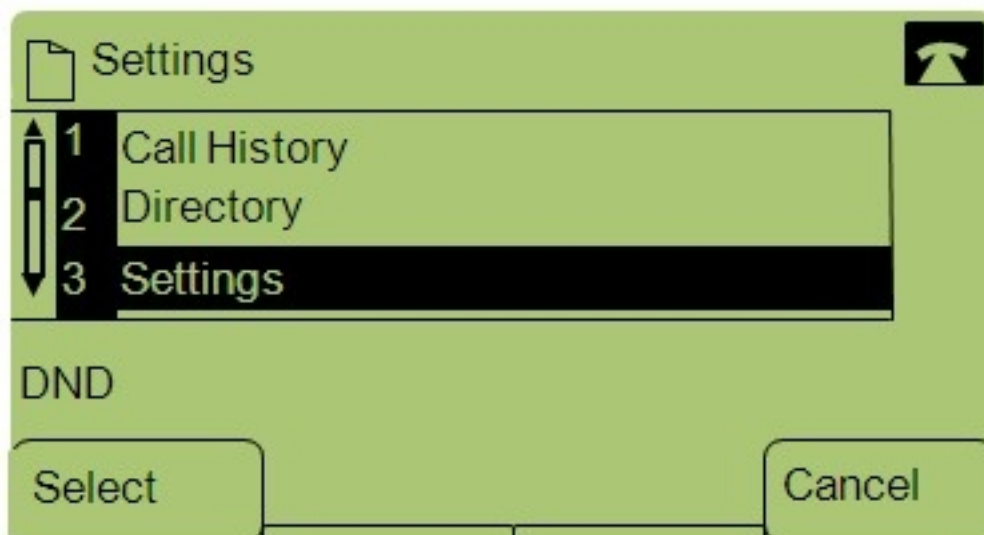 Settings
1 Call History
2 Directory
3 Settings
DND
Select Cancel